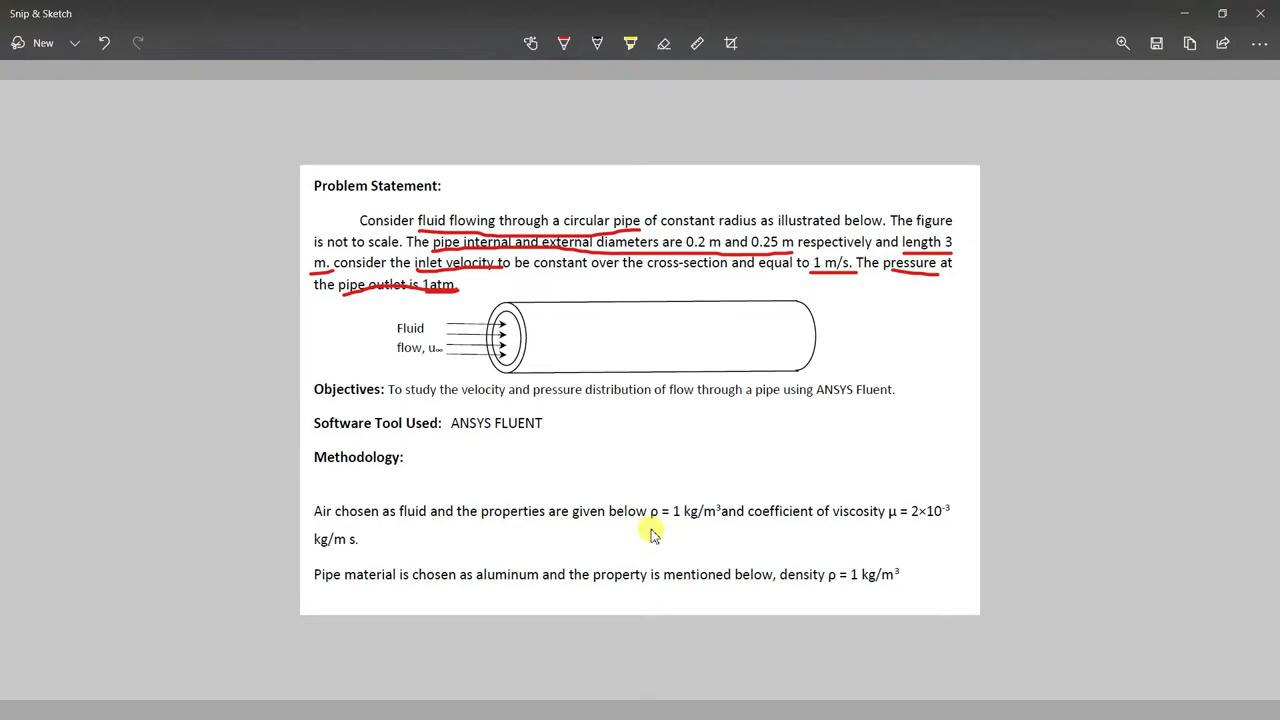 Snip & Sketch
New
Problem Statement:
Consider fluid flowing through a circular pipe of constant radius as illustrated below. The figure
is not to scale. The pipe internal and external diameters are 0.2 m and 0.25 m respectively and length 3
m. consider the inlet velocity to be constant over the cross-section and equal to 1 m/s. The pressure at
the pipe outlet is 1atm.
Fluid
flow, u∞
Objectives: To study the velocity and pressure distribution of flow through a pipe using ANSYS Fluent.
Software Tool Used: ANSYS FLUENT
Methodology:
Air chosen as fluid and the properties are given below ρ = 1 kg/m³and coefficient of viscosity μ = 2×10⁻³
kg/m s.
Pipe material is chosen as aluminum and the property is mentioned below, density ρ = 1 kg/m³